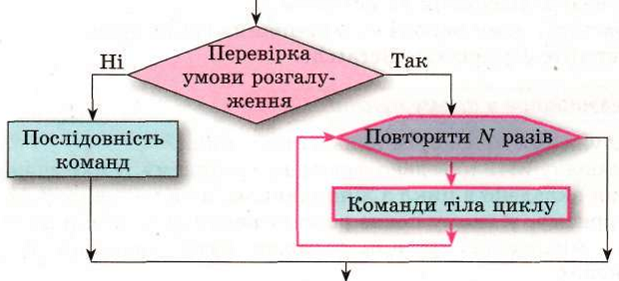 Перевірка
умови розгалу-
ження
Ні
Так
Послідовність
команд
Повторити N разів
Команди тіла циклу